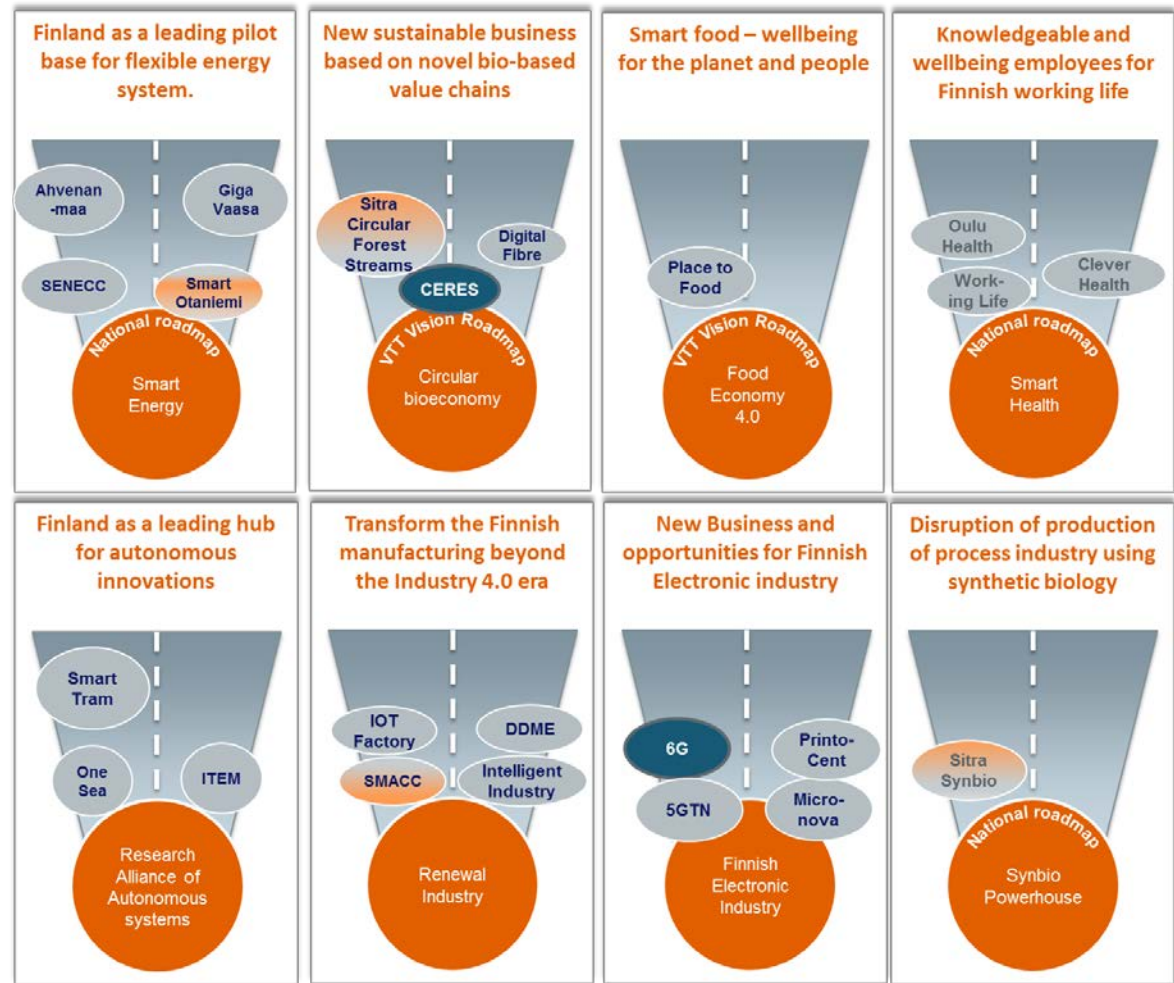 Finland as a leading pilot
base for flexible energy
system.
Ahvenan
-maa
Giga
Vaasa
SENECC
Smart
Otaniemi
National roadmap
Smart
Energy
New sustainable business
based on novel bio-based
value chains
Sitra
Circular
Forest
Streams
Digital
Fibre
CERES
VTT Vision Roadmap
Circular
bioeconomy
Smart food – wellbeing
for the planet and people
Place to
Food
VTT Vision Roadmap
Food
Economy
4.0
Knowledgeable and
wellbeing employees for
Finnish working life
Oulu
Health
Work-
ing Life
Clever
Health
National roadmap
Smart
Health
Finland as a leading hub
for autonomous
innovations
Smart
Tram
One
Sea
ITEM
Research
Alliance of
Autonomous
systems
Transform the Finnish
manufacturing beyond
the Industry 4.0 era
IOT
Factory
DDME
SMACC
Intelligent
Industry
Renewal
Industry
New Business and
opportunities for Finnish
Electronic industry
6G
Printo-
Cent
5GTN
Micro-
nova
Finnish
Electronic
Industry
Disruption of production
of process industry using
synthetic biology
Sitra
Synbio
National roadmap
Synbio
Powerhouse